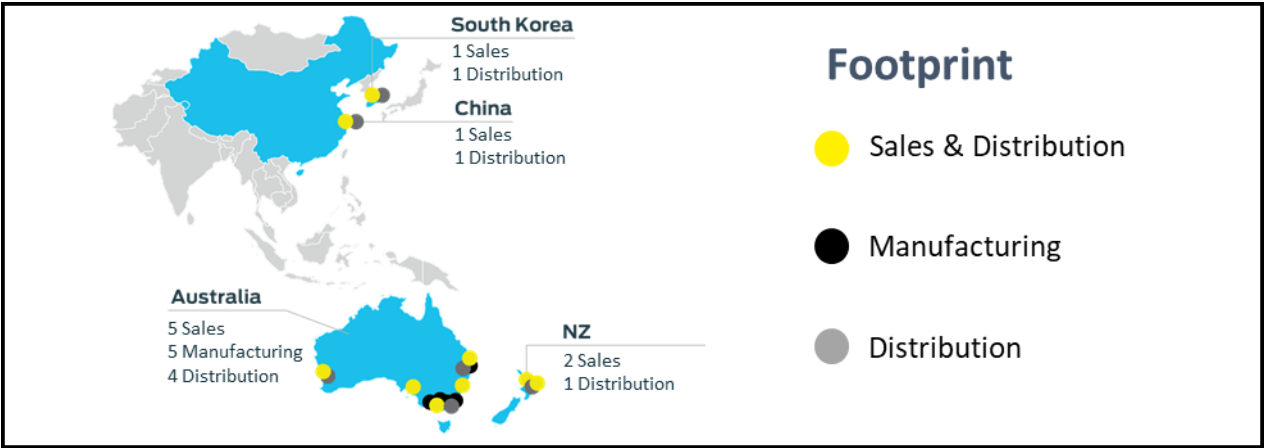 South Korea
1 Sales
1 Distribution
China
1 Sales
1 Distribution
Australia
5 Sales
5 Manufacturing
4 Distribution
NZ
2 Sales
1 Distribution
Footprint
Sales & Distribution
Manufacturing
Distribution